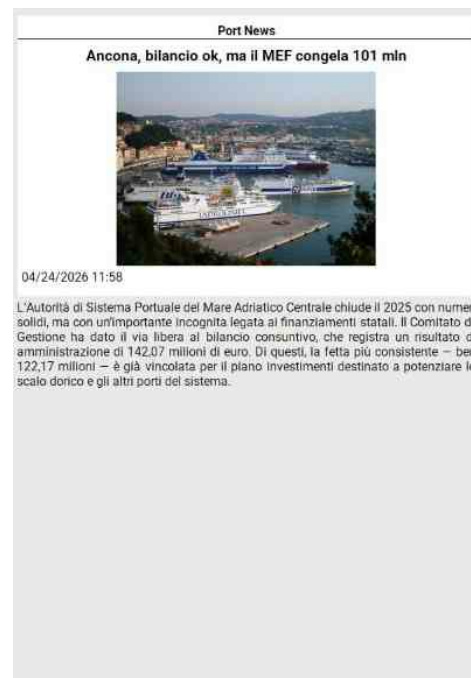 Port News
Ancona, bilancio ok, ma il MEF congela 101 mln
04/24/2026 11:58
L'Autorità di Sistema Portuale del Mare Adriatico Centrale chiude il 2025 con numer
solidi, ma con un'importante incognita legata ai finanziamenti statali. Il Comitato d
Gestione ha dato il via libera al bilancio consuntivo, che registra un risultato d
amministrazione di 142,07 milioni di euro. Di questi, la fetta più consistente – ben
122,17 milioni – è già vincolata per il piano investimenti destinato a potenziare l
scalo dorico e gli altri porti del sistema.